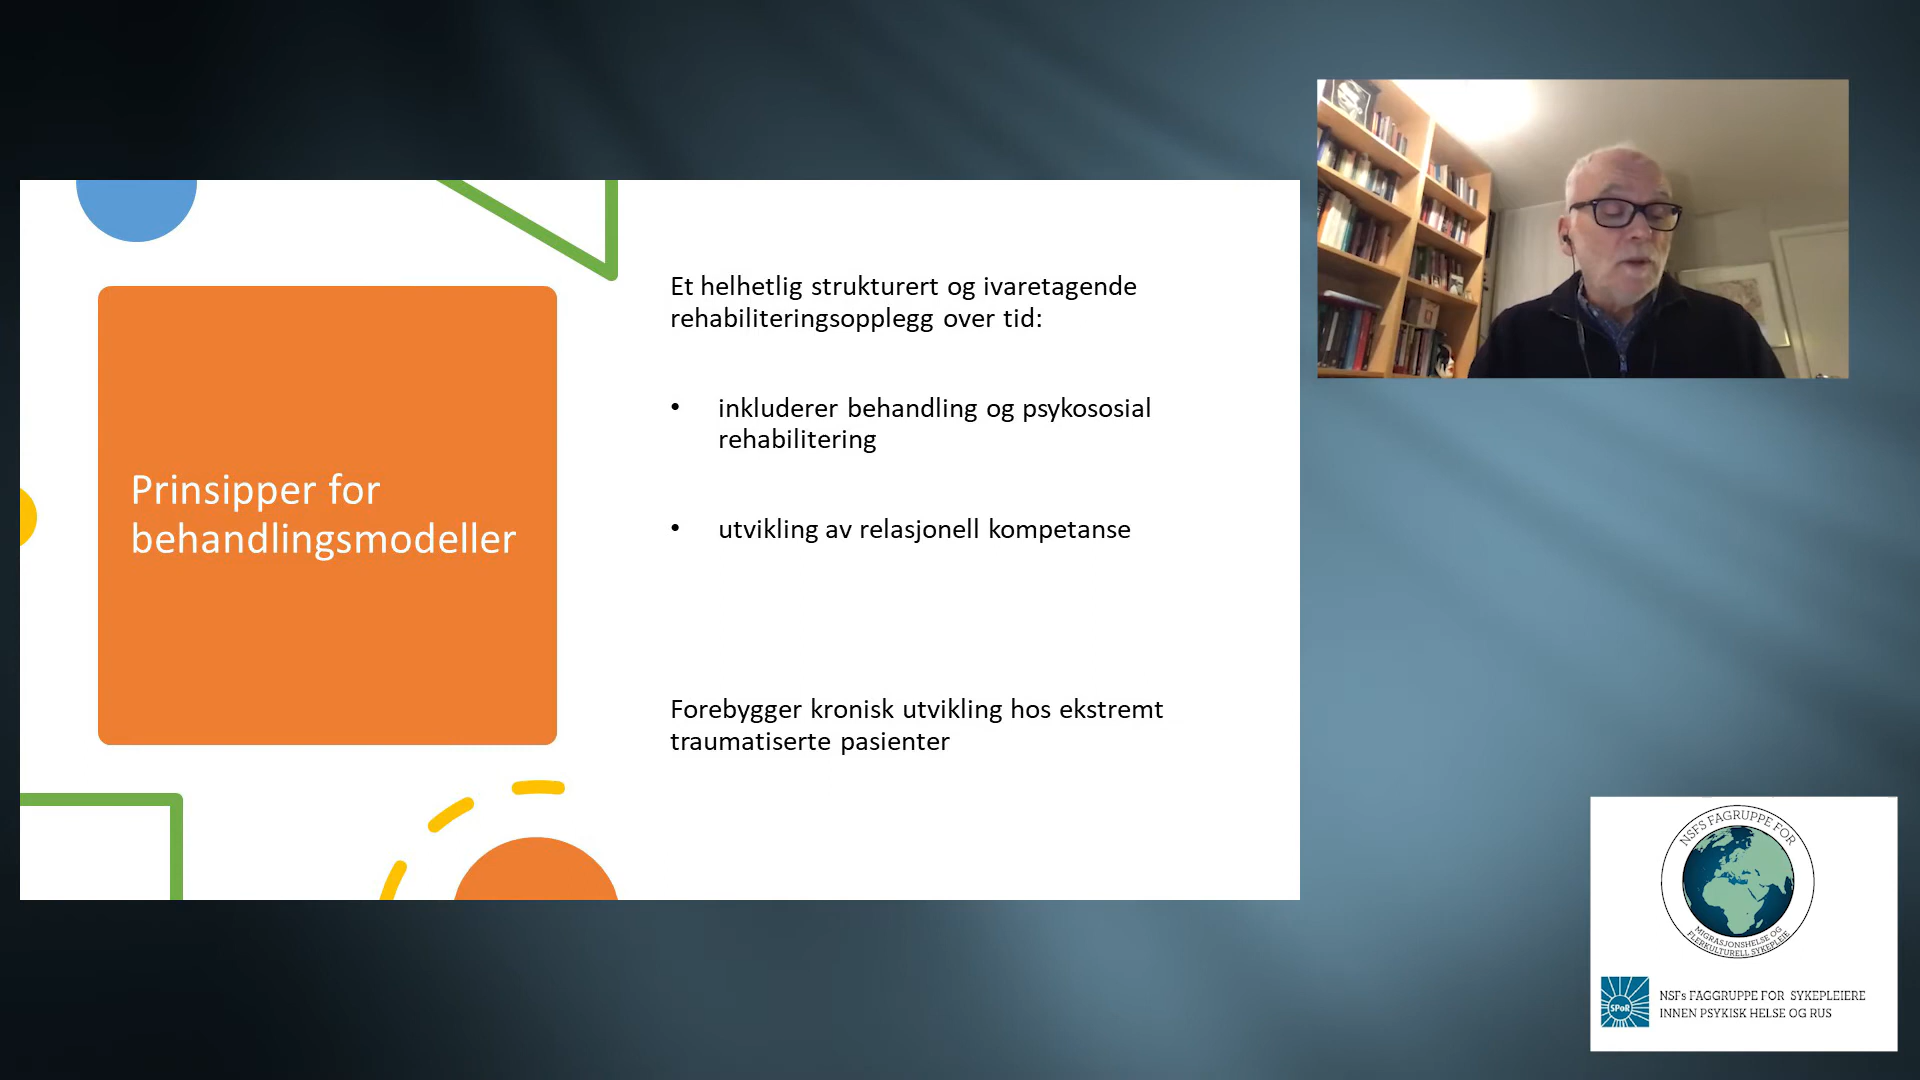 Prinsipper for
behandlingsmodeller
Et helhetlig strukturert og ivaretagende
rehabiliteringsopplegg over tid:
• inkluderer behandling og psykososial
rehabilitering
• utvikling av relasjonell kompetanse
Forebygger kronisk utvikling hos ekstremt
traumatiserte pasienter
NSFS FAGRUPPE FOR
MIGRASJONSHELSE OG
FLERKULTURELL SYKEPLEIE
SPoR
NSFs FAGGRUPPE FOR SYKEPLEIERE
INNEN PSYKISK HELSE OG RUS